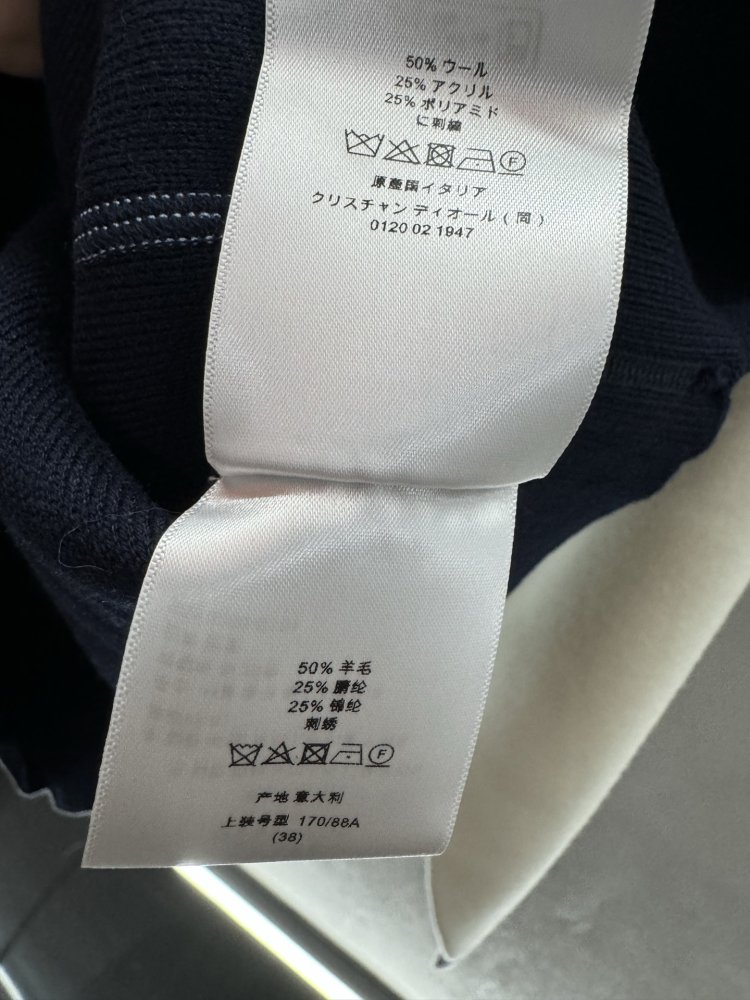 50% ウール
25% アクリル
25% ポリアミド
に刺繍
F
原産国イタリア
クリスチャン ディオール ( 同 )
0120 02 1947
50% 羊毛
25% 腈纶
25% 锦纶
刺绣
F
产地 意大利
上装号型 170/88A
(38)